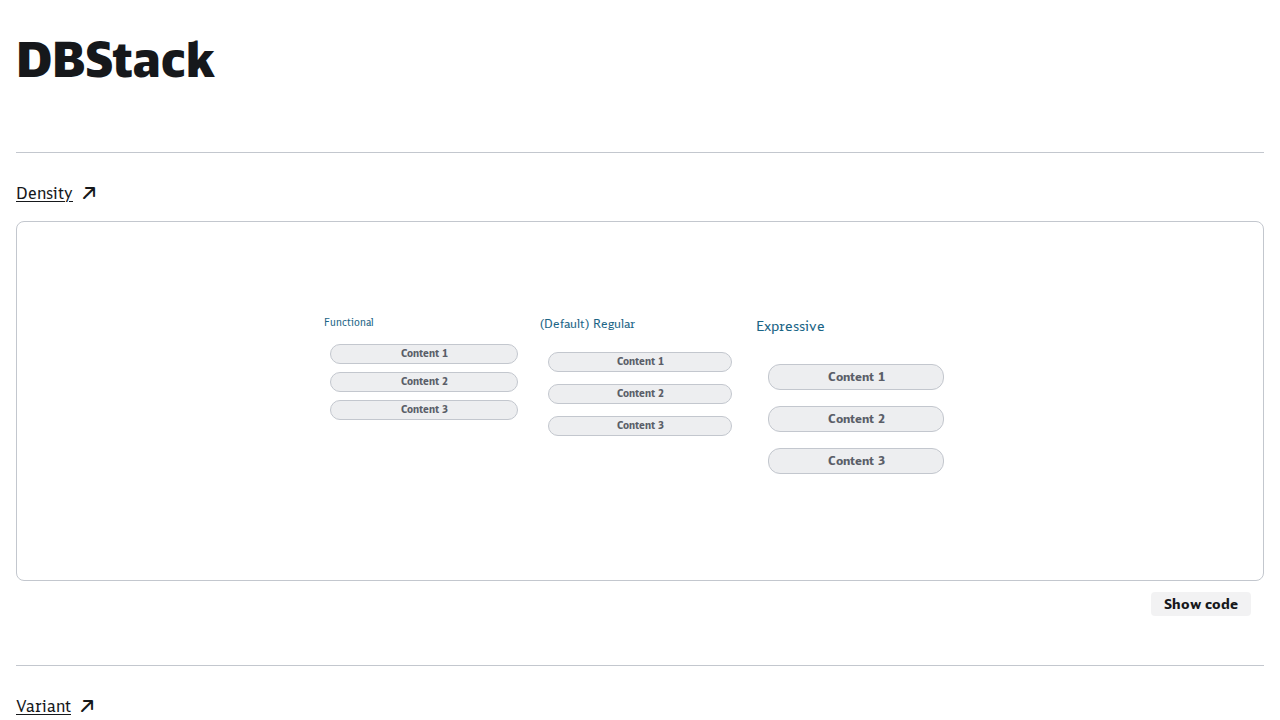 DBStack
Density
Functional
Content 1
Content 2
Content 3
(Default) Regular
Content 1
Content 2
Content 3
Expressive
Content 1
Content 2
Content 3
Show code
Variant